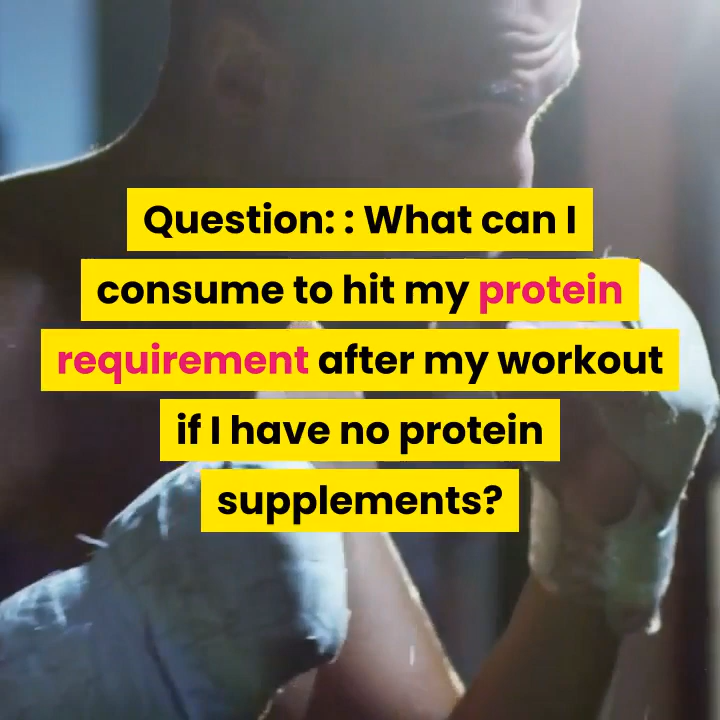 Question: : What can I
consume to hit my protein
requirement after my workout
if I have no protein
supplements?